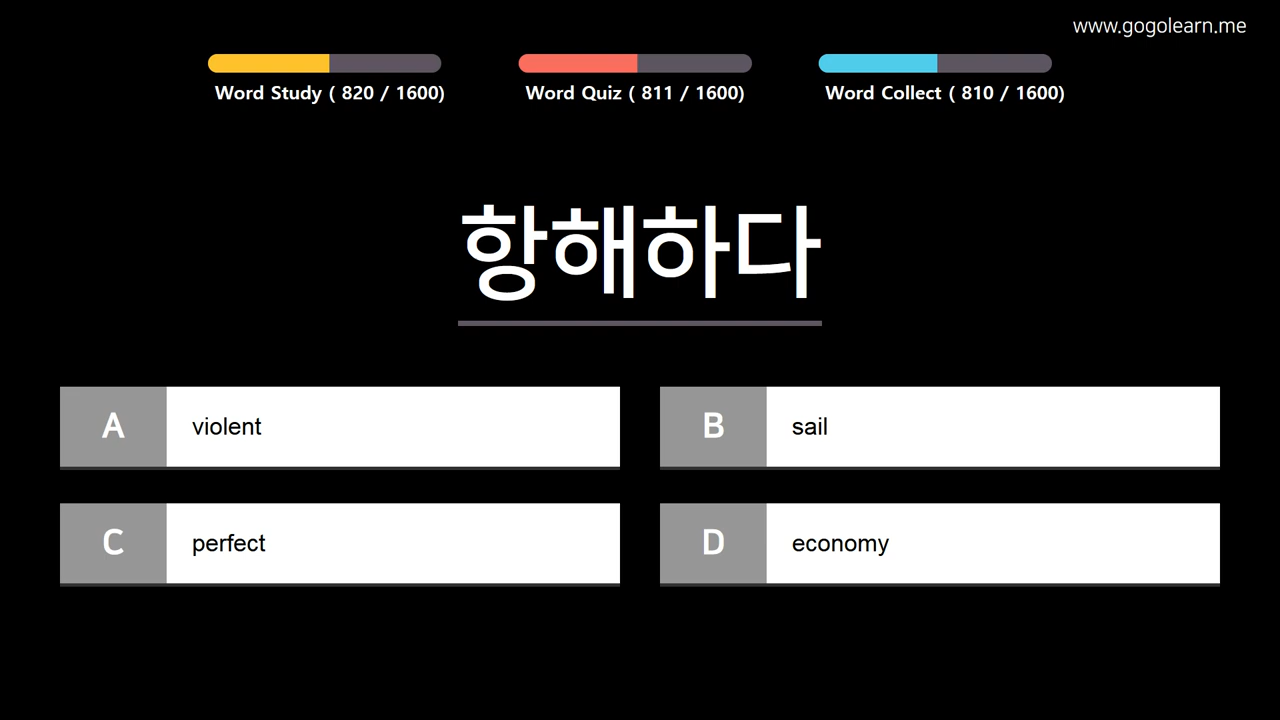 www.gogolearn.me
Word Study ( 820 / 1600)
Word Quiz ( 811 / 1600)
Word Collect ( 810 / 1600)
항해하다
A violent
B sail
C perfect
D economy